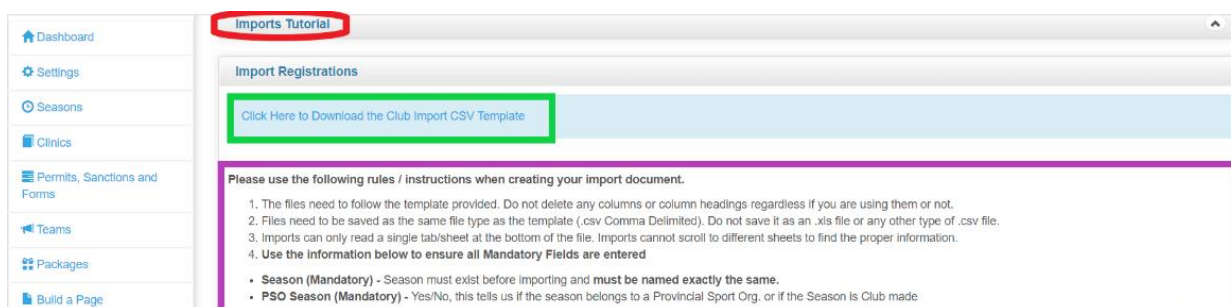 Imports Tutorial
Dashboard
Settings
Seasons
Clinics
Permits, Sanctions and
Forms
Teams
Packages
Build a Page
Import Registrations
Click Here to Download the Club Import CSV Template
Please use the following rules / instructions when creating your import document.
1. The files need to follow the template provided. Do not delete any columns or column headings regardless if you are using them or not.
2. Files need to be saved as the same file type as the template (.csv Comma Delimited). Do not save it as an .xls file or any other type of .csv file.
3. Imports can only read a single tab/sheet at the bottom of the file. Imports cannot scroll to different sheets to find the proper information.
4. Use the information below to ensure all Mandatory Fields are entered
• Season (Mandatory) - Season must exist before importing and must be named exactly the same.
• PSO Season (Mandatory) - Yes/No, this tells us if the season belongs to a Provincial Sport Org. or if the Season is Club made